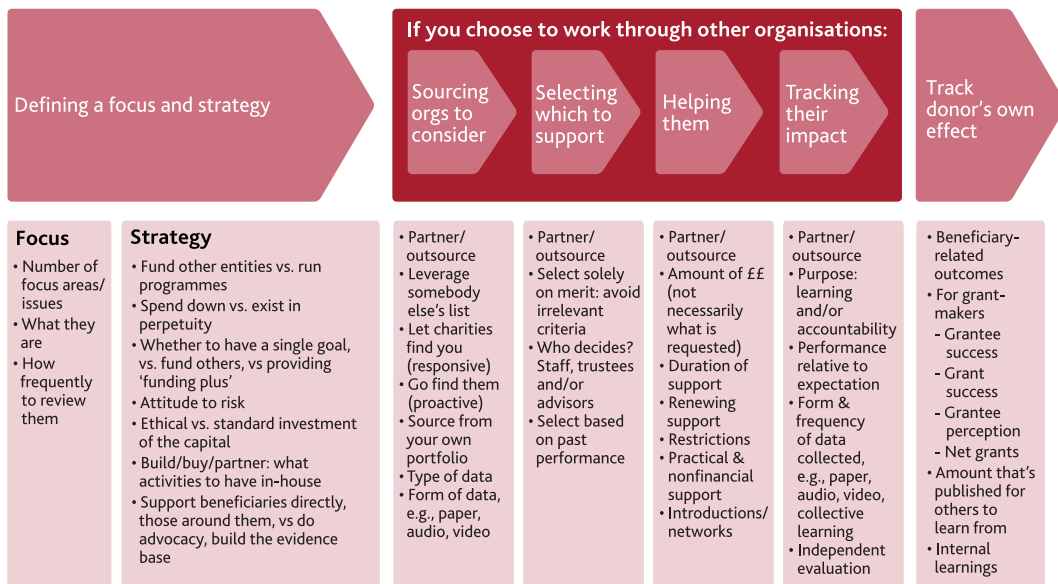 Defining a focus and strategy
If you choose to work through other organisations:
Sourcing
orgs to
consider
Selecting
which to
support
Helping
them
Tracking
their
impact
Track
donor's own
effect
Focus
• Number of
focus areas/
issues
• What they
are
• How
frequently
to review
them
Strategy
• Fund other entities vs. run
programmes
• Spend down vs. exist in
perpetuity
• Whether to have a single goal,
vs. fund others, vs providing
'funding plus'
• Attitude to risk
• Ethical vs. standard investment
of the capital
• Build/buy/partner: what
activities to have in-house
• Support beneficiaries directly,
those around them, vs do
advocacy, build the evidence
base
• Partner/
outsource
• Leverage
somebody
else's list
• Let charities
find you
(responsive)
• Go find them
(proactive)
• Source from
your own
portfolio
• Type of data
• Form of data,
e.g., paper,
audio, video
• Partner/
outsource
• Select solely
on merit: avoid
irrelevant
criteria
• Who decides?
Staff, trustees
and/or
advisors
• Select based
on past
performance
• Partner/
outsource
• Amount of ££
(not
necessarily
what is
requested)
• Duration of
support
• Renewing
support
• Restrictions
• Practical &
nonfinancial
support
• Introductions/
networks
• Partner/
outsource
• Purpose:
learning
and/or
accountability
• Performance
relative to
expectation
• Form &
frequency
of data
collected,
e.g., paper,
audio, video,
collective
learning
• Independent
evaluation
• Beneficiary-
related
outcomes
• For grant-
makers
- Grantee
success
- Grant
success
- Grantee
perception
- Net grants
• Amount that's
published for
others to
learn from
• Internal
learnings